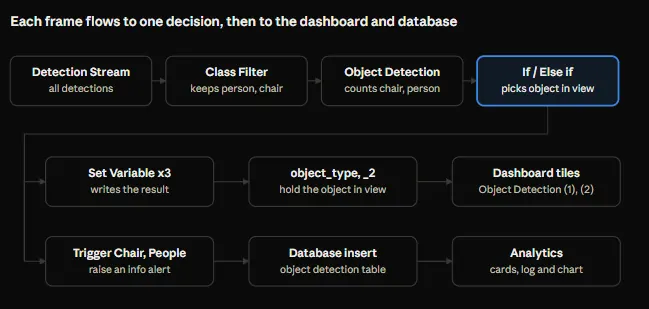 Each frame flows to one decision, then to the dashboard and database
Detection Stream
all detections
Class Filter
keeps person, chair
Object Detection
counts chair, person
If / Else if
picks object in view
Set Variable x3
writes the result
object_type, _2
hold the object in view
Dashboard tiles
Object Detection (1), (2)
Trigger Chair, People
raise an info alert
Database insert
object detection table
Analytics
cards, log and chart